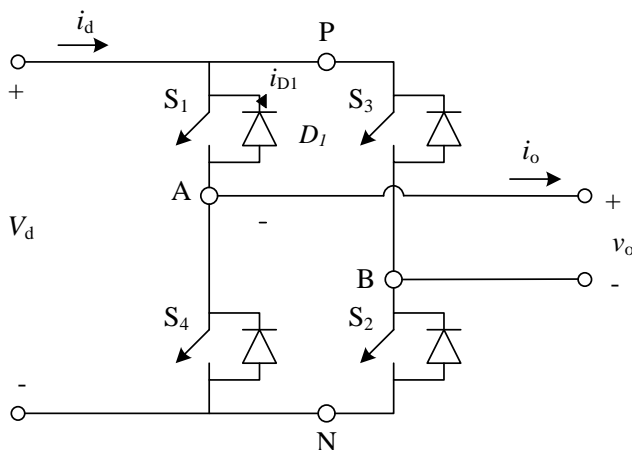 i_d
P
+
S_1
i_D1
S_3
D_1
i_o
A
+
V_d
-
v_o
B
-
S_4
S_2
-
N